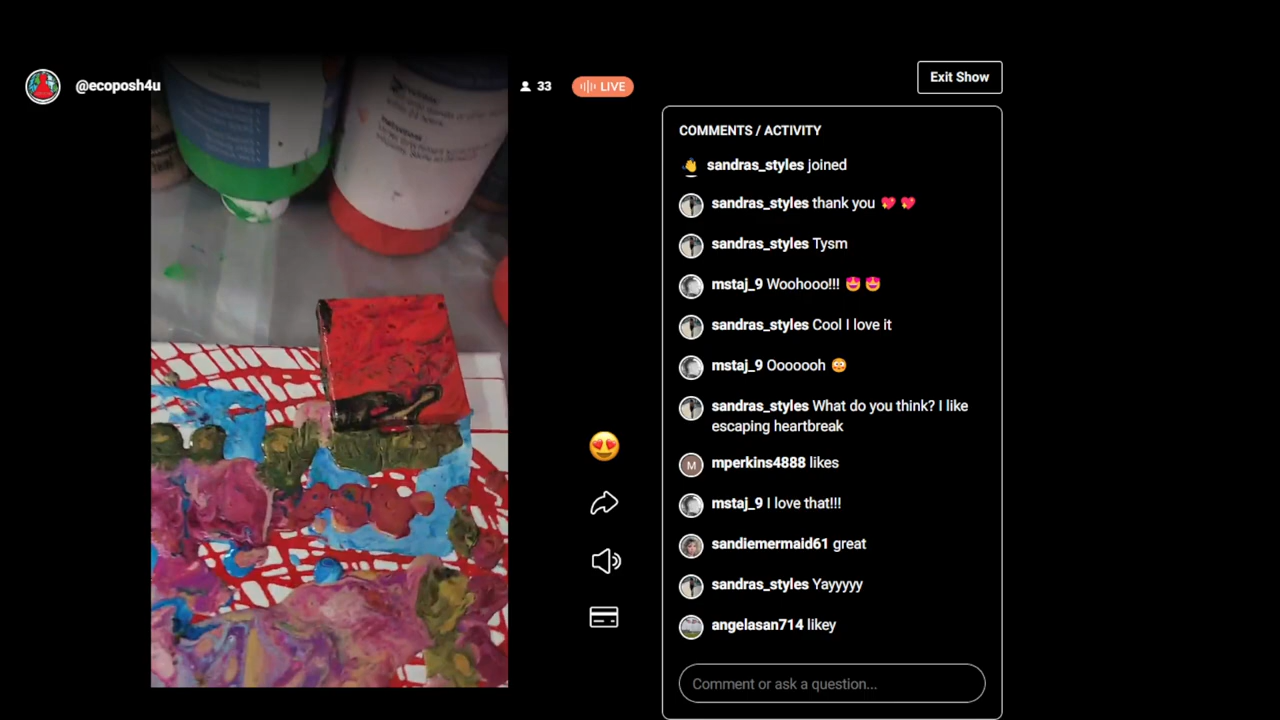 @ecoposh4u
33
LIVE
Exit Show
COMMENTS / ACTIVITY
sandras_styles joined
sandras_styles thank you 💖 💖
sandras_styles Tysm
mstaj_9 Woohooo!!! 🤩 🤩
sandras_styles Cool I love it
mstaj_9 Ooooooh 😳
sandras_styles What do you think? I like
escaping heartbreak
M
mperkins4888 likes
mstaj_9 I love that!!!
sandiemermaid61 great
sandras_styles Yayyyyy
angelasan714 likey
Comment or ask a question...